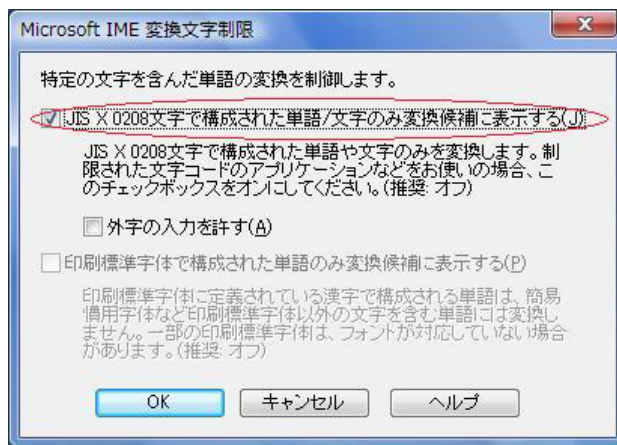 Microsoft IME 変換文字制限
特定の文字を含んだ単語の変換を制御します。
JIS X 0208文字で構成された単語/文字のみ変換候補に表示する(J)
JIS X 0208文字で構成された単語や文字のみを変換します。制
限された文字コードのアプリケーションなどをお使いの場合、こ
のチェックボックスをオンにしてください。(推奨: オフ)
外字の入力を許す(A)
印刷標準字体で構成された単語のみ変換候補に表示する(P)
印刷標準字体に定義されている漢字で構成される単語は、簡易
慣用字体など印刷標準字体以外の文字を含む単語には変換し
ません。一部の印刷標準字体は、フォントが対応していない場合
があります。(推奨: オフ)
OK キャンセル ヘルプ